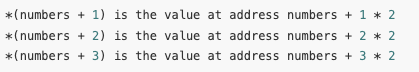 *(numbers + 1) is the value at address numbers + 1 * 2
*(numbers + 2) is the value at address numbers + 2 * 2
*(numbers + 3) is the value at address numbers + 3 * 2